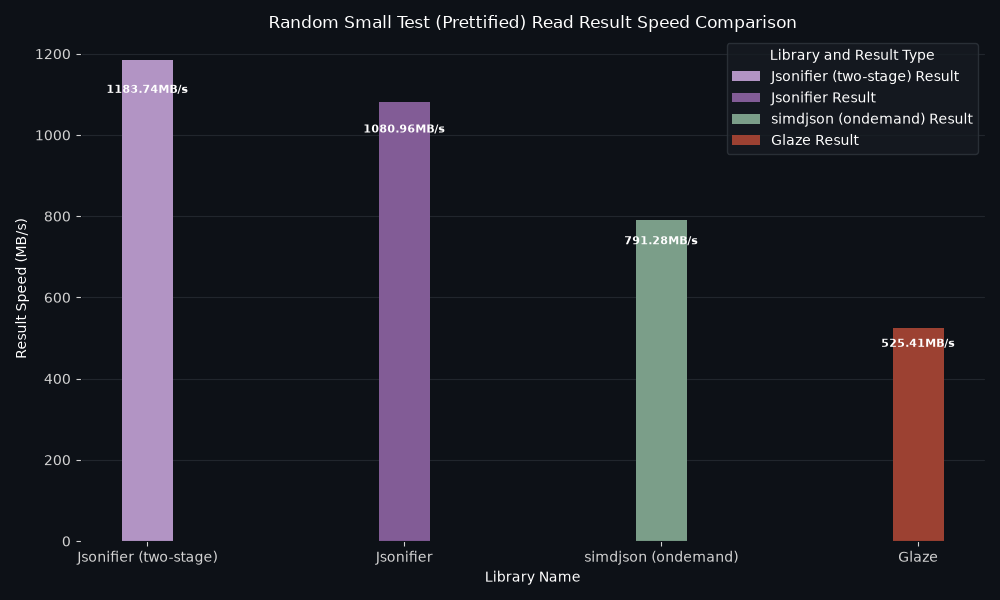 Random Small Test (Prettified) Read Result Speed Comparison
Library and Result Type
Jsonifier (two-stage) Result
Jsonifier Result
simdjson (ondemand) Result
Glaze Result
Result Speed (MB/s)
1200
1000
800
600
400
200
0
1183.74MB/s
1080.96MB/s
791.28MB/s
525.41MB/s
Jsonifier (two-stage)
Jsonifier
simdjson (ondemand)
Glaze
Library Name